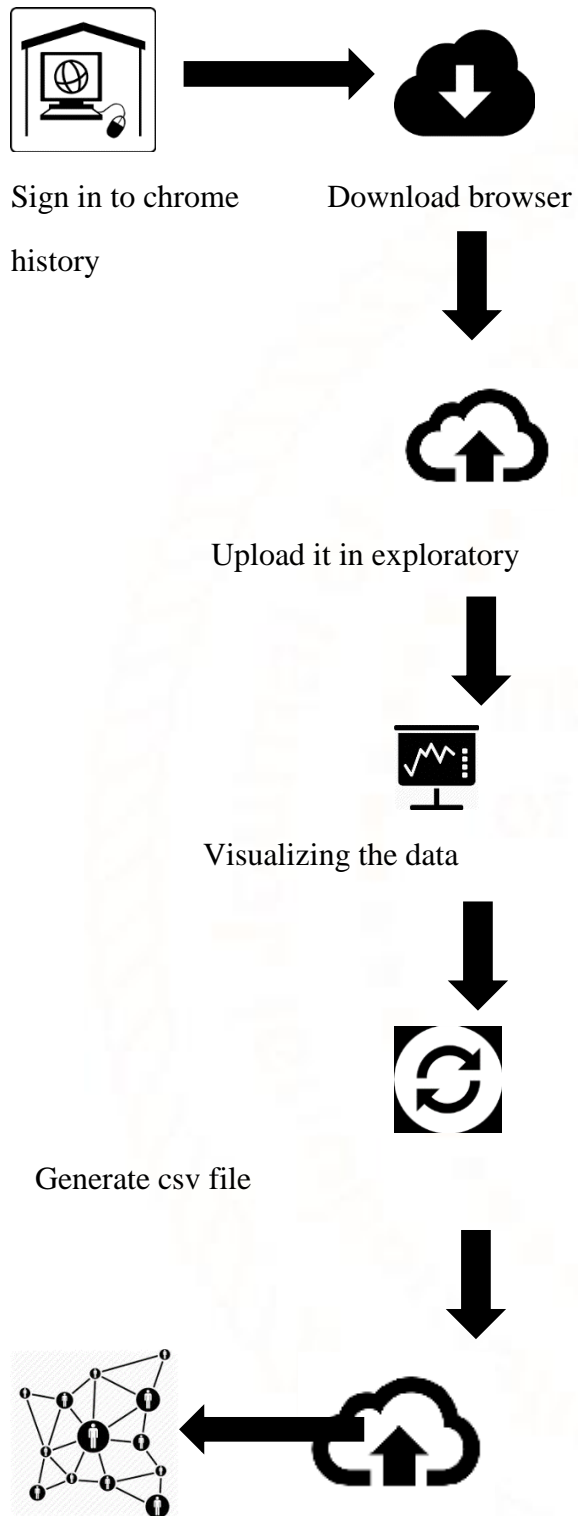 Sign in to chrome Download browser
history
Upload it in exploratory
Visualizing the data
Generate csv file